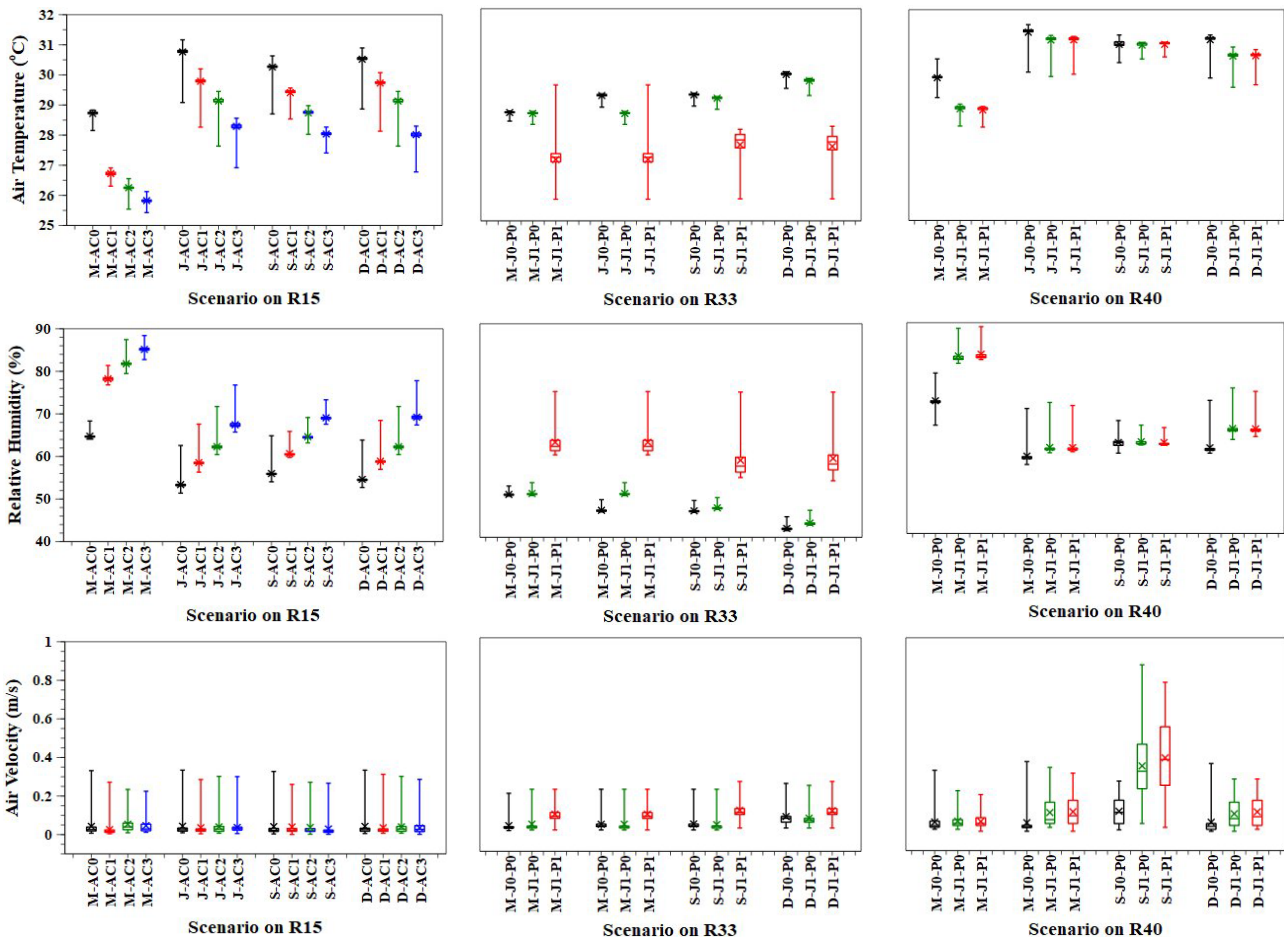 Air Temperature (°C)
32
31
30
29
28
27
26
25
M-AC0
M-AC1
M-AC2
M-AC3
J-AC0
J-AC1
J-AC2
J-AC3
S-AC0
S-AC1
S-AC2
S-AC3
D-AC0
D-AC1
D-AC2
D-AC3
Scenario on R15
M-J0-P0
M-J1-P0
M-J1-P1
J-J0-P0
J-J1-P0
J-J1-P1
S-J0-P0
S-J1-P0
S-J1-P1
D-J0-P0
D-J1-P0
D-J1-P1
Scenario on R33
M-J0-P0
M-J1-P0
M-J1-P1
J-J0-P0
J-J1-P0
J-J1-P1
S-J0-P0
S-J1-P0
S-J1-P1
D-J0-P0
D-J1-P0
D-J1-P1
Scenario on R40
Relative Humidity (%)
90
80
70
60
50
40
M-AC0
M-AC1
M-AC2
M-AC3
J-AC0
J-AC1
J-AC2
J-AC3
S-AC0
S-AC1
S-AC2
S-AC3
D-AC0
D-AC1
D-AC2
D-AC3
Scenario on R15
M-J0-P0
M-J1-P0
M-J1-P1
M-J0-P0
M-J1-P0
M-J1-P1
S-J0-P0
S-J1-P0
S-J1-P1
D-J0-P0
D-J1-P0
D-J1-P1
Scenario on R33
M-J0-P0
M-J1-P0
M-J1-P1
M-J0-P0
M-J1-P0
M-J1-P1
S-J0-P0
S-J1-P0
S-J1-P1
D-J0-P0
D-J1-P0
D-J1-P1
Scenario on R40
Air Velocity (m/s)
1
0.8
0.6
0.4
0.2
0
M-AC0
M-AC1
M-AC2
M-AC3
J-AC0
J-AC1
J-AC2
J-AC3
S-AC0
S-AC1
S-AC2
S-AC3
D-AC0
D-AC1
D-AC2
D-AC3
Scenario on R15
M-J0-P0
M-J1-P0
M-J1-P1
M-J0-P0
M-J1-P0
M-J1-P1
S-J0-P0
S-J1-P0
S-J1-P1
D-J0-P0
D-J1-P0
D-J1-P1
Scenario on R33
M-J0-P0
M-J1-P0
M-J1-P1
M-J0-P0
M-J1-P0
M-J1-P1
S-J0-P0
S-J1-P0
S-J1-P1
D-J0-P0
D-J1-P0
D-J1-P1
Scenario on R40